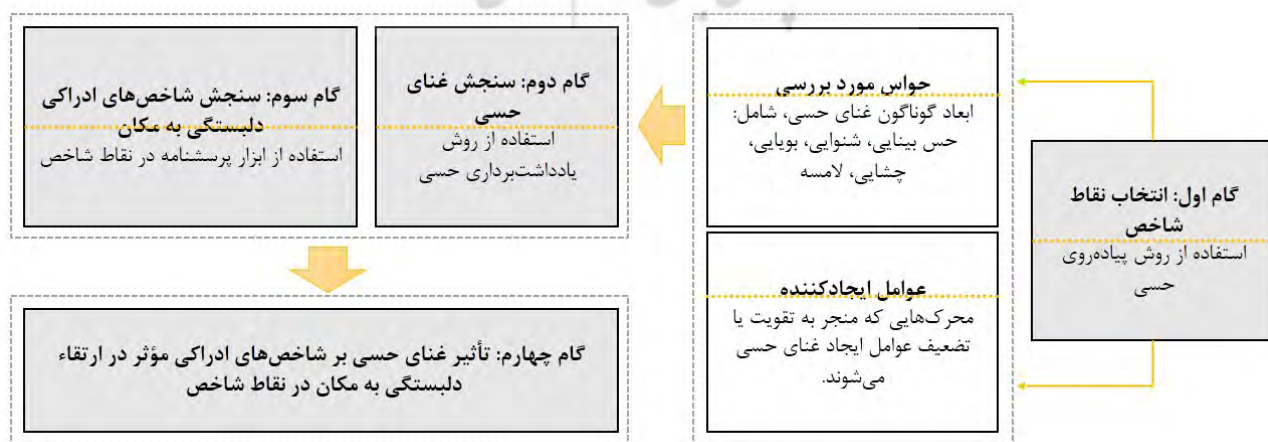 گام اول: انتخاب نقاط
شاخص
استفاده از روش پیاده‌روی
حسی
حواس مورد بررسی
ابعاد گوناگون غنای حسی، شامل:
حس بینایی، شنوایی، بویایی،
چشایی، لامسه
عوامل ایجادکننده
محرک‌هایی که منجر به تقویت یا
تضعیف عوامل ایجاد غنای حسی
می‌شوند.
گام دوم: سنجش غنای
حسی
استفاده از روش
یادداشت‌برداری حسی
گام سوم: سنجش شاخص‌های ادراکی
دلبستگی به مکان
استفاده از ابزار پرسشنامه در نقاط شاخص
گام چهارم: تأثیر غنای حسی بر شاخص‌های ادراکی مؤثر در ارتقاء
دلبستگی به مکان در نقاط شاخص